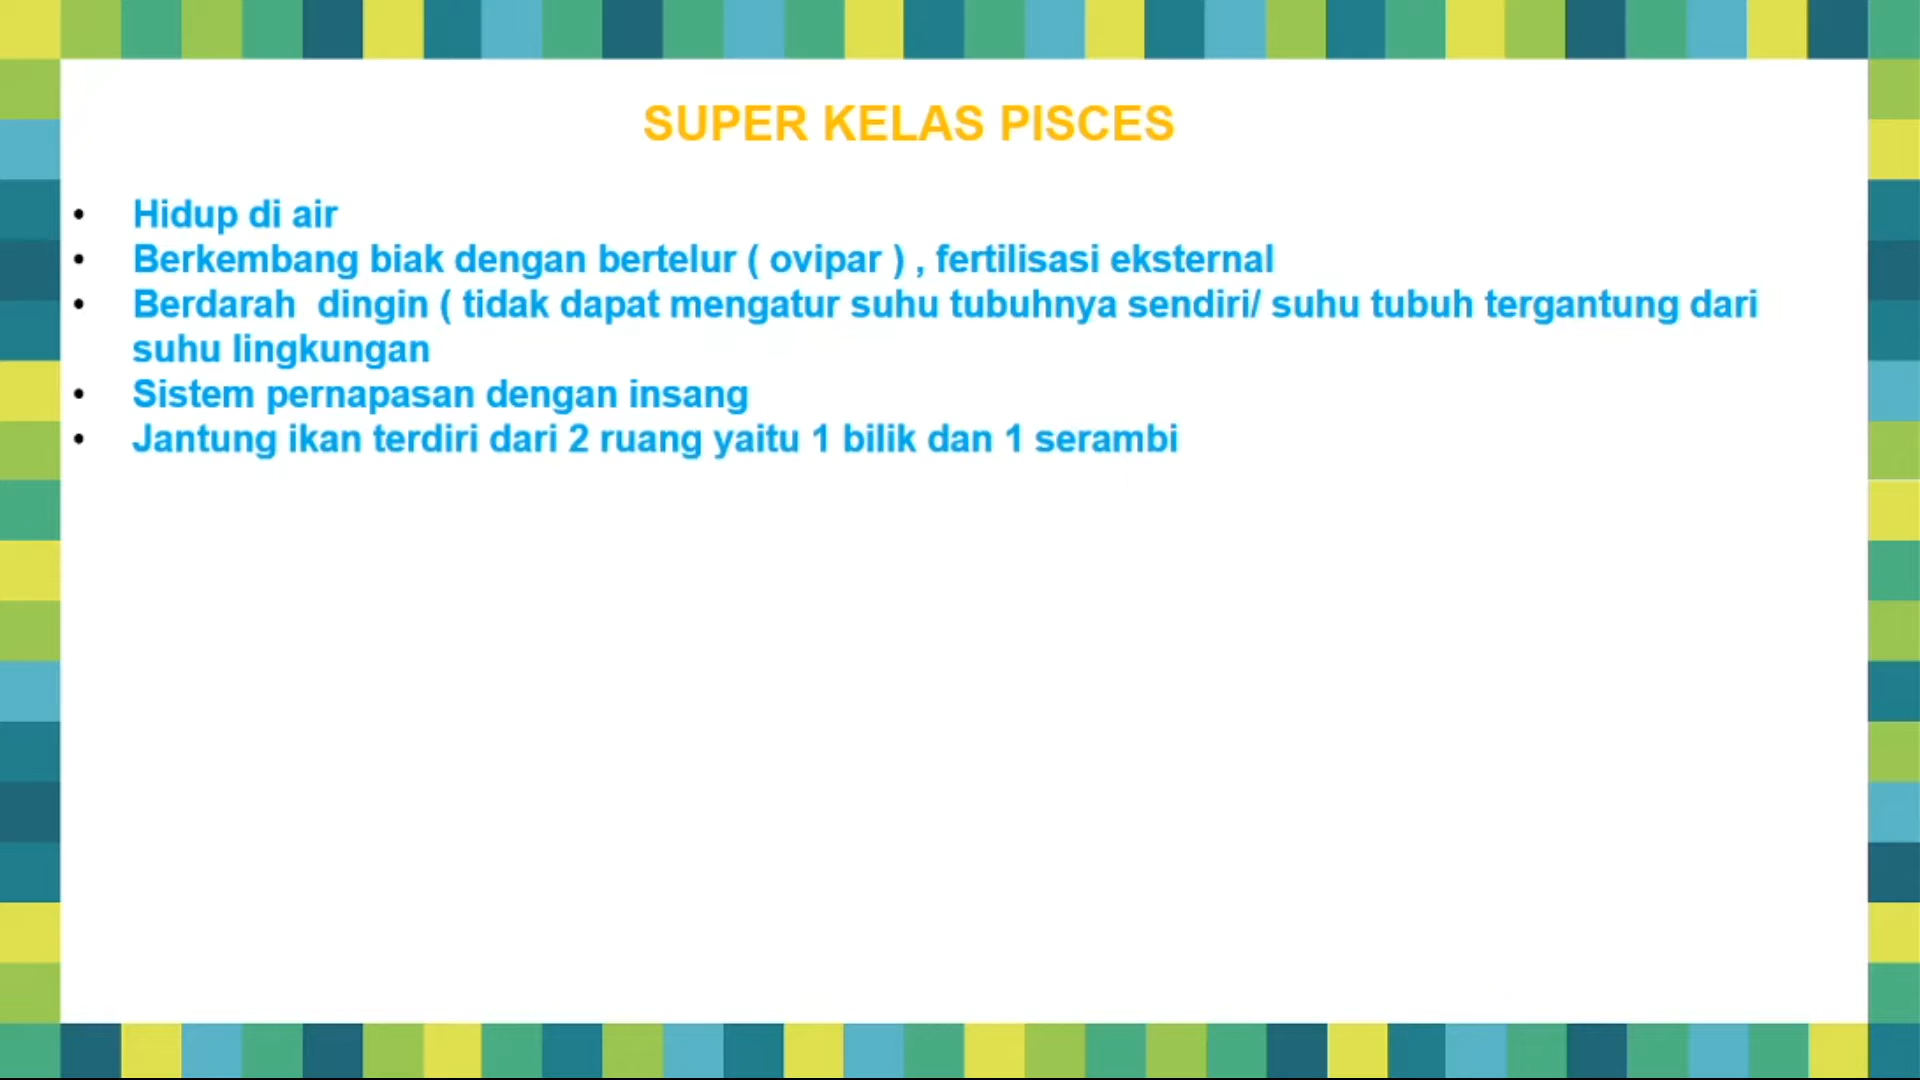 SUPER KELAS PISCES
• Hidup di air
• Berkembang biak dengan bertelur ( ovipar ) , fertilisasi eksternal
• Berdarah  dingin ( tidak dapat mengatur suhu tubuhnya sendiri/ suhu tubuh tergantung dari
suhu lingkungan
• Sistem pernapasan dengan insang
• Jantung ikan terdiri dari 2 ruang yaitu 1 bilik dan 1 serambi